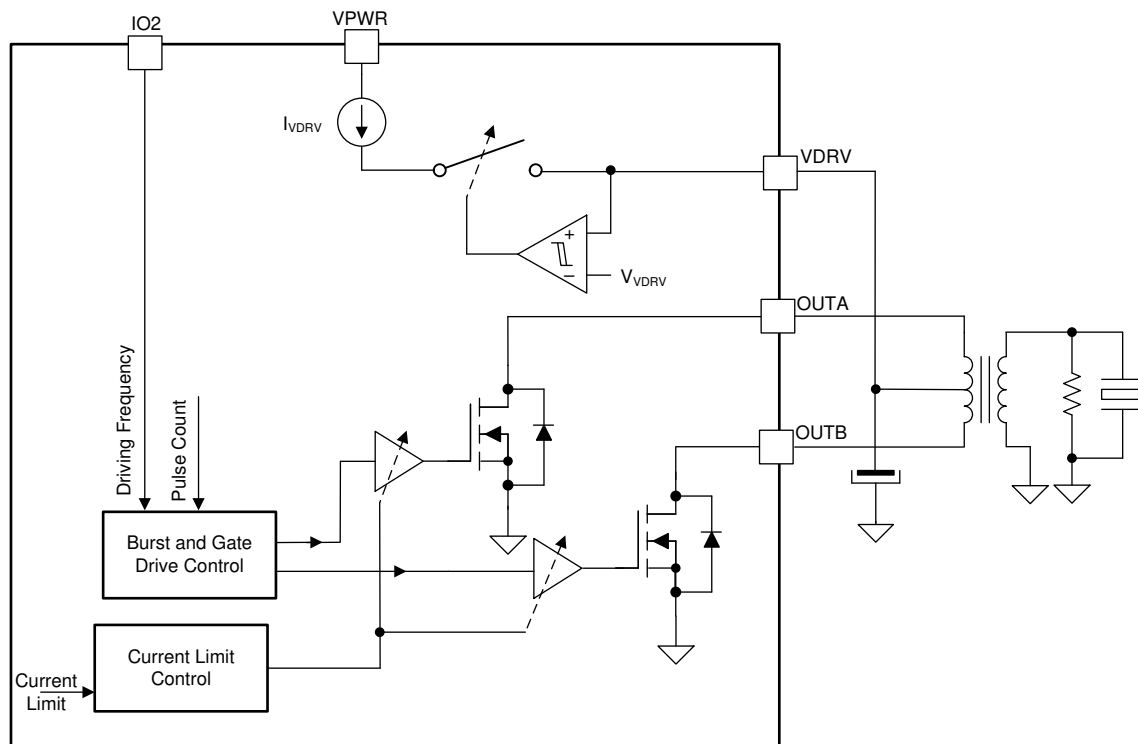 IO2
VPWR
IVDRV
VDRV
+
−
VVDRV
OUTA
OUTB
Driving Frequency
Pulse Count
Burst and Gate
Drive Control
Current Limit
Control
Current
Limit